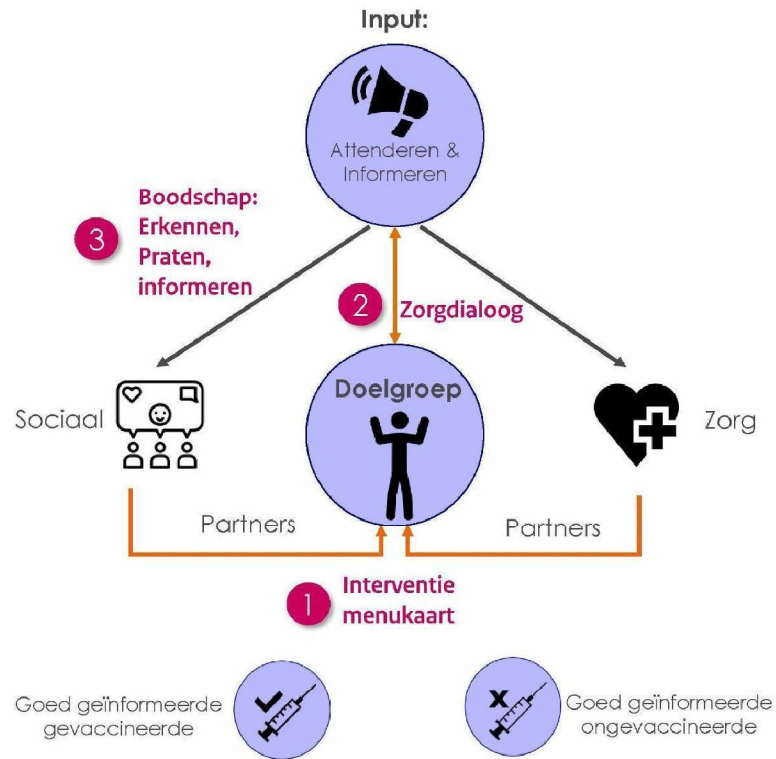 Input:
Attenderen &
Informeren
3
Boodschap:
Erkennen,
Praten,
informeren
2
Zorgdialoog
Sociaal
Doelgroep
Zorg
Partners
Partners
1
Interventie
menukaart
Goed geïnformeerde
gevaccineerde
Goed geïnformeerde
ongevaccineerde